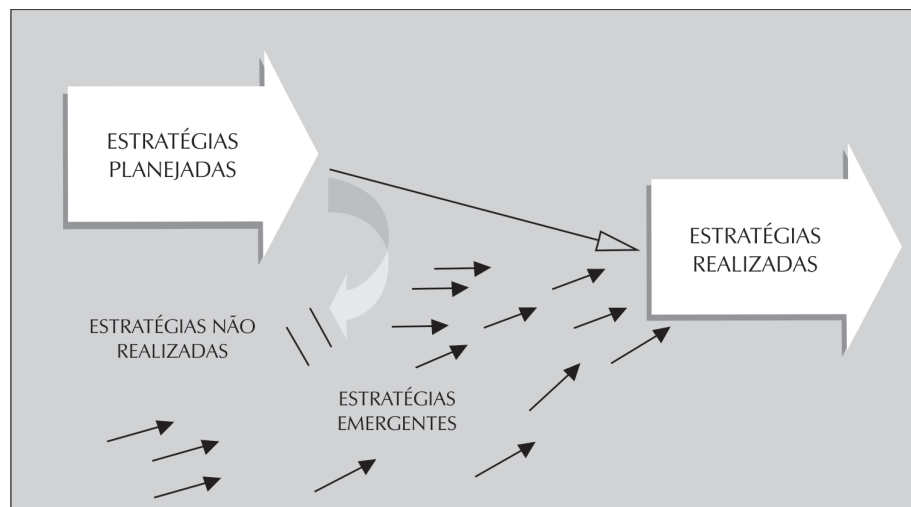 ESTRATÉGIAS
PLANEJADAS
ESTRATÉGIAS
REALIZADAS
ESTRATÉGIAS NÃO
REALIZADAS
ESTRATÉGIAS
EMERGENTES